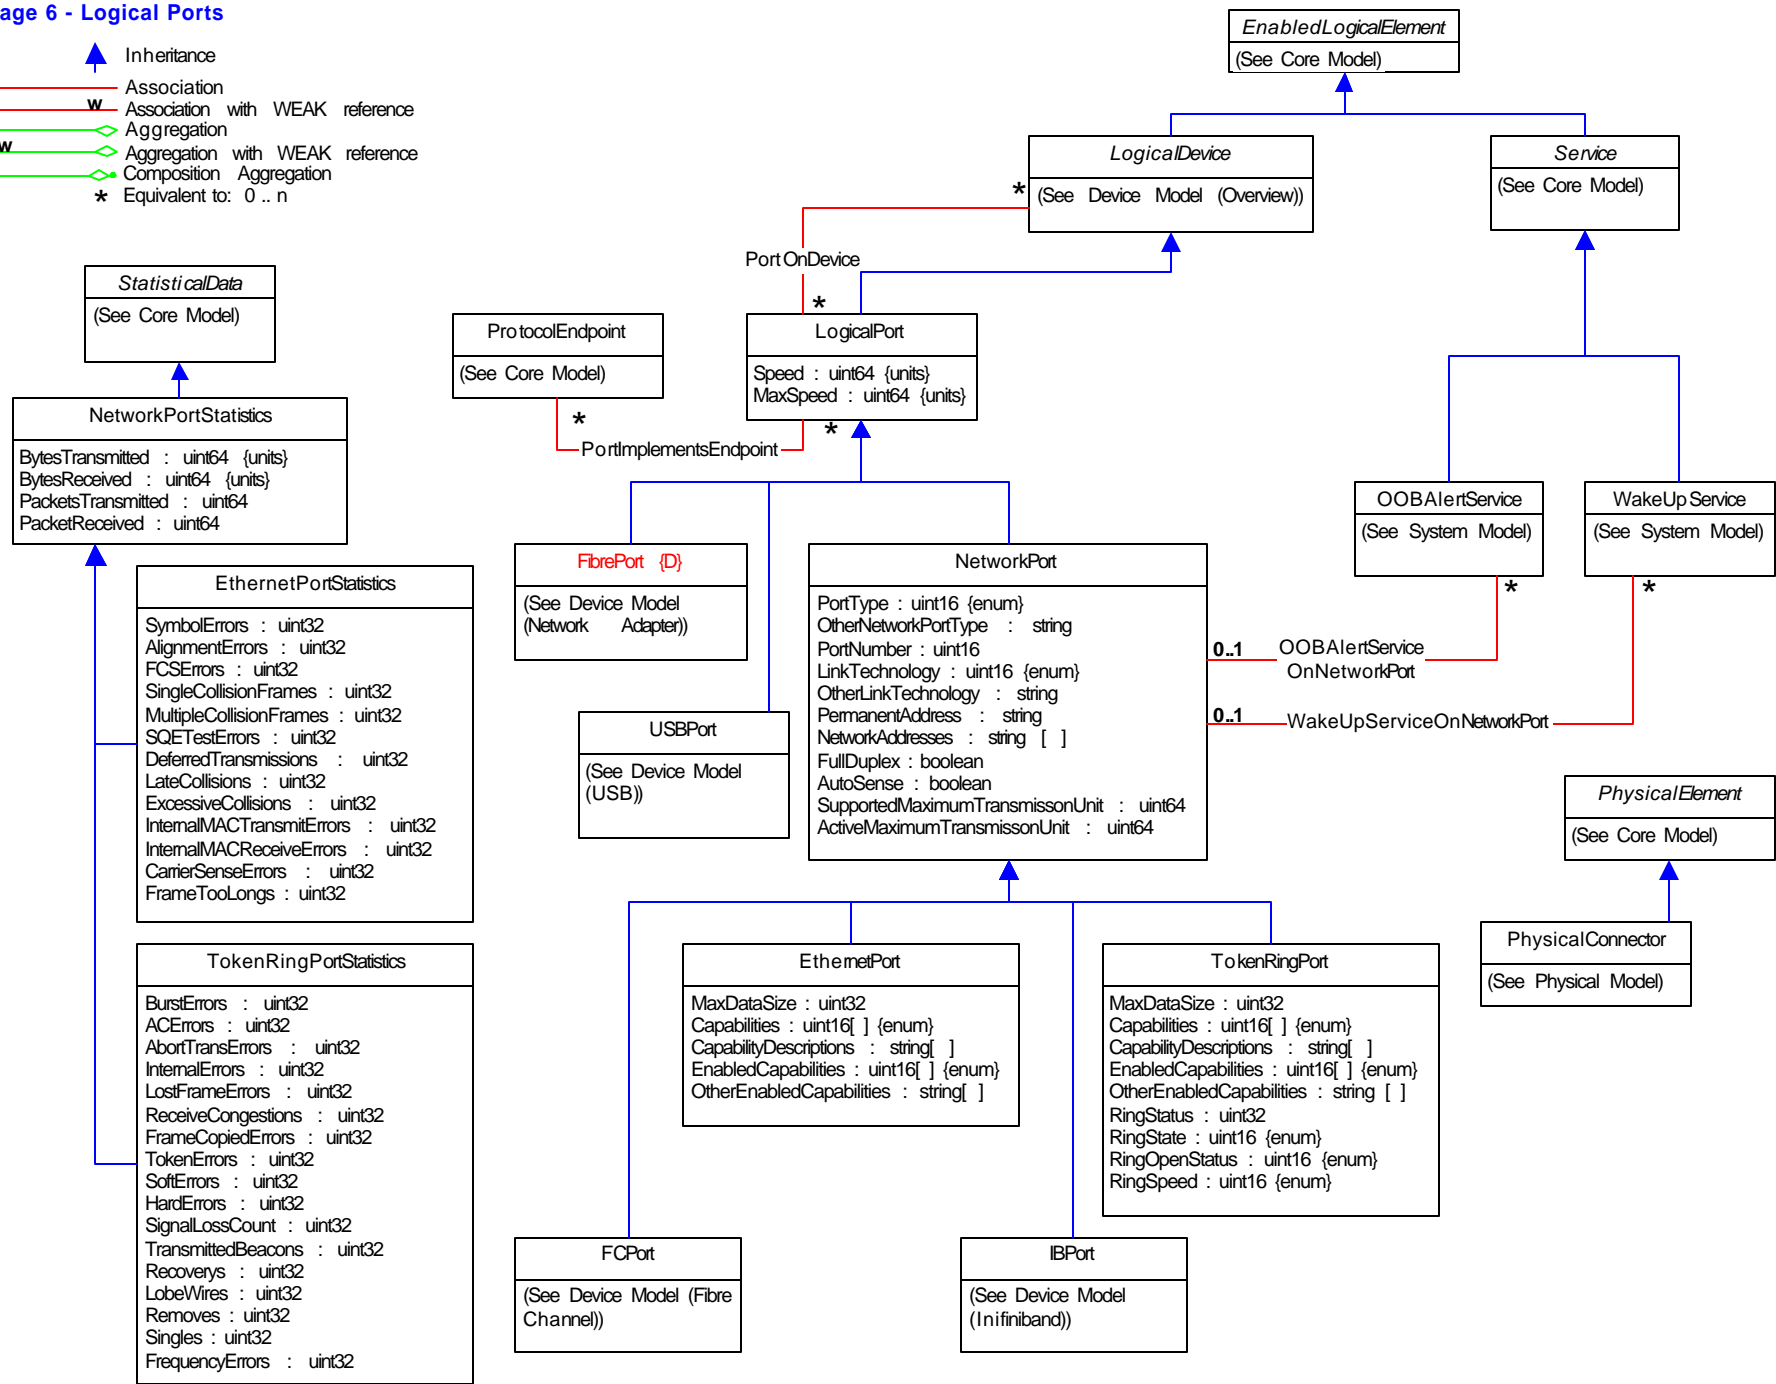 age 6 - Logical Ports
Inheritance
Association
w Association with WEAK reference
Aggregation
w Aggregation with WEAK reference
Composition Aggregation
* Equivalent to: 0 .. n
EnabledLogicalElement
(See Core Model)
LogicalDevice
(See Device Model (Overview))
Service
(See Core Model)
*
PortOnDevice
*
StatisticalData
(See Core Model)
ProtocolEndpoint
(See Core Model)
LogicalPort
Speed : uint64 {units}
MaxSpeed : uint64 {units}
*
*
PortImplementsEndpoint
NetworkPortStatistics
BytesTransmitted : uint64 {units}
BytesReceived : uint64 {units}
PacketsTransmitted : uint64
PacketReceived : uint64
OOBAlertService
(See System Model)
WakeUpService
(See System Model)
*
*
FibrePort {D}
(See Device Model
(Network Adapter))
NetworkPort
PortType : uint16 {enum}
OtherNetworkPortType : string
PortNumber : uint16
LinkTechnology : uint16 {enum}
OtherLinkTechnology : string
PermanentAddress : string
NetworkAddresses : string [ ]
FullDuplex : boolean
AutoSense : boolean
SupportedMaximumTransmissonUnit : uint64
ActiveMaximumTransmissonUnit : uint64
0..1 OOBAlertService
OnNetworkPort
0..1 WakeUpServiceOnNetworkPort
EthernetPortStatistics
SymbolErrors : uint32
AlignmentErrors : uint32
FCSErrors : uint32
SingleCollisionFrames : uint32
MultipleCollisionFrames : uint32
SQETestErrors : uint32
DeferredTransmissions : uint32
LateCollisions : uint32
ExcessiveCollisions : uint32
InternalMACTransmitErrors : uint32
InternalMACReceiveErrors : uint32
CarrierSenseErrors : uint32
FrameTooLongs : uint32
USBPort
(See Device Model
(USB))
PhysicalElement
(See Core Model)
PhysicalConnector
(See Physical Model)
TokenRingPortStatistics
BurstErrors : uint32
ACErrors : uint32
AbortTransErrors : uint32
InternalErrors : uint32
LostFrameErrors : uint32
ReceiveCongestions : uint32
FrameCopiedErrors : uint32
TokenErrors : uint32
SoftErrors : uint32
HardErrors : uint32
SignalLossCount : uint32
TransmittedBeacons : uint32
Recoverys : uint32
LobeWires : uint32
Removes : uint32
Singles : uint32
FrequencyErrors : uint32
EthernetPort
MaxDataSize : uint32
Capabilities : uint16[ ] {enum}
CapabilityDescriptions : string[ ]
EnabledCapabilities : uint16[ ] {enum}
OtherEnabledCapabilities : string[ ]
TokenRingPort
MaxDataSize : uint32
Capabilities : uint16[ ] {enum}
CapabilityDescriptions : string[ ]
EnabledCapabilities : uint16[ ] {enum}
OtherEnabledCapabilities : string [ ]
RingStatus : uint32
RingState : uint16 {enum}
RingOpenStatus : uint16 {enum}
RingSpeed : uint16 {enum}
FCPort
(See Device Model (Fibre
Channel))
IBPort
(See Device Model
(Inifiniband))